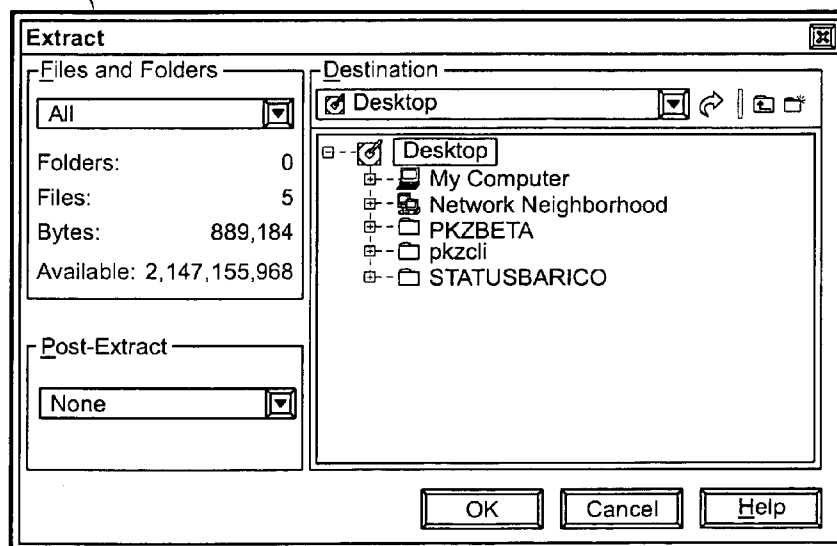 Extract
Files and Folders
All
Folders: 0
Files: 5
Bytes: 889,184
Available: 2,147,155,968
Post-Extract
None
Destination
Desktop
Desktop
My Computer
Network Neighborhood
PKZBETA
pkzcli
STATUSBARICO
OK
Cancel
Help